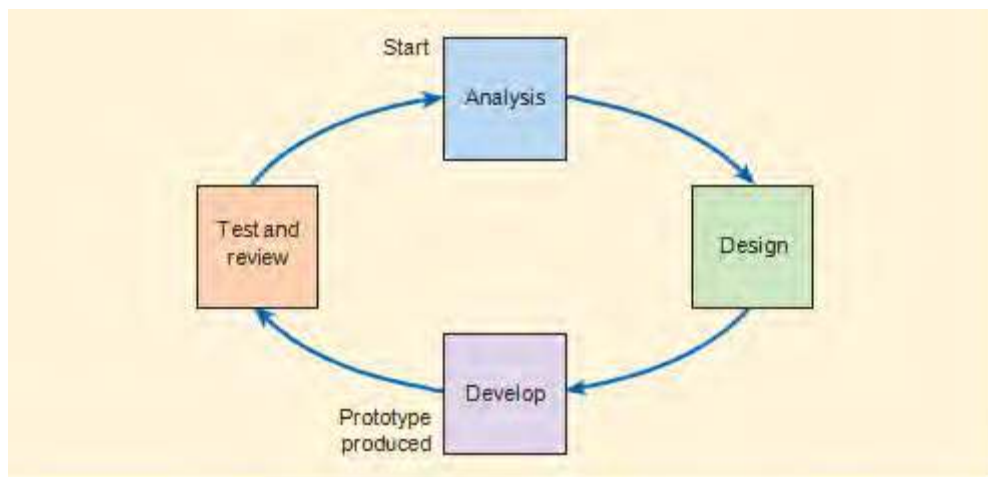 Start
Analysis
Design
Develop
Prototype
produced
Test and
review